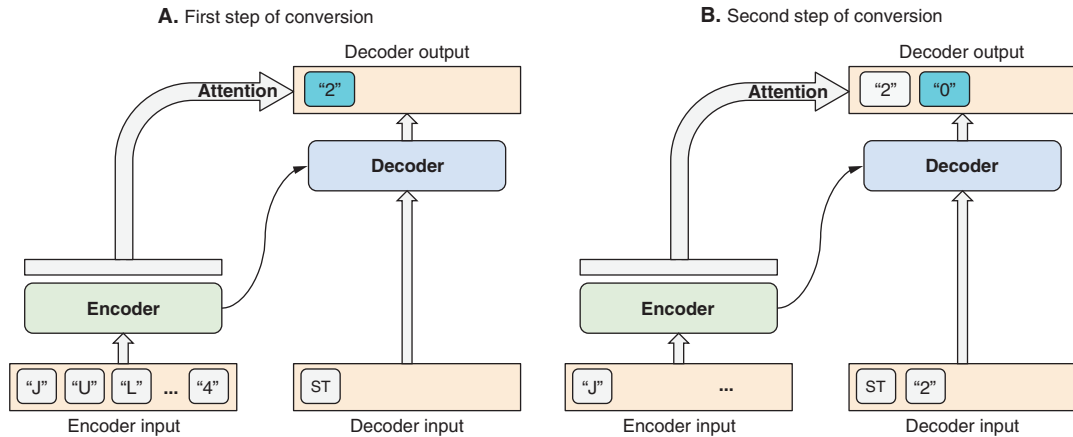 A. First step of conversion
Decoder output
“2”
Attention
Decoder
Encoder
“J” “U” “L” ... “4”
Encoder input
ST
Decoder input
B. Second step of conversion
Decoder output
“2” “0”
Attention
Decoder
Encoder
“J” ...
Encoder input
ST “2”
Decoder input